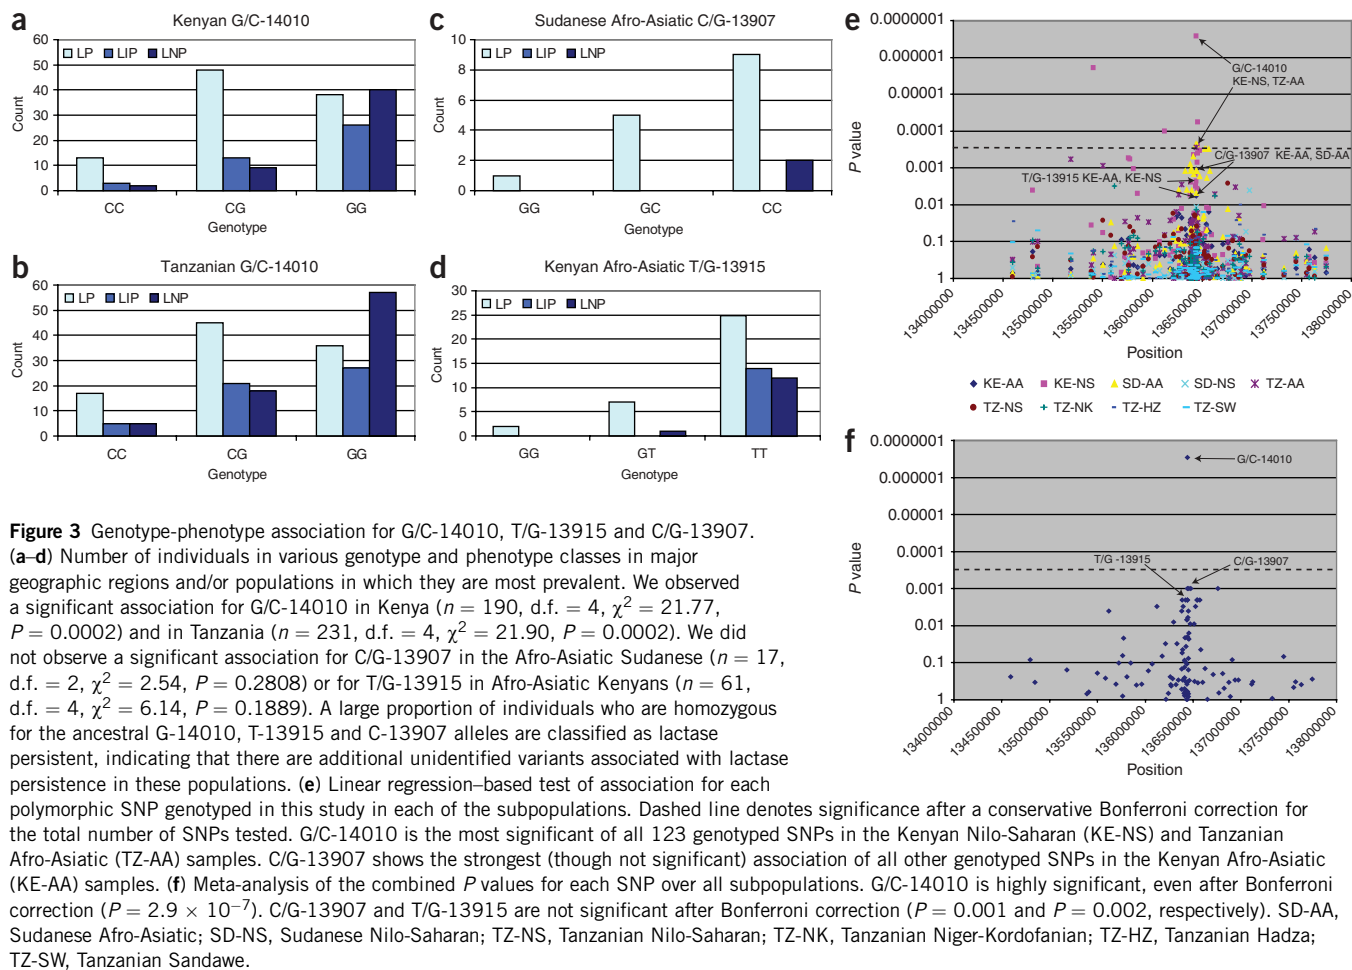 a
Kenyan G/C-14010
60
50
40
30
20
10
0
Count
LP LIP LNP
CC CG GG
Genotype
b
Tanzanian G/C-14010
60
50
40
30
20
10
0
Count
LP LIP LNP
CC CG GG
Genotype
c
Sudanese Afro-Asiatic C/G-13907
10
8
6
4
2
0
Count
LP LIP LNP
GG GC CC
Genotype
d
Kenyan Afro-Asiatic T/G-13915
30
25
20
15
10
5
0
Count
LP LIP LNP
GG GT TT
Genotype
e
0.0000001
0.000001
0.00001
0.0001
0.001
0.01
0.1
1
P value
G/C-14010
KE-NS, TZ-AA
C/G-13907 KE-AA, SD-AA
T/G-13915 KE-AA, KE-NS
134000000 134500000 135000000 135500000 136000000 136500000 137000000 137500000 138000000
Position
KE-AA KE-NS SD-AA SD-NS TZ-AA
TZ-NS TZ-NK TZ-HZ TZ-SW
f
0.0000001
0.000001
0.00001
0.0001
0.001
0.01
0.1
1
P value
G/C-14010
T/G -13915
C/G-13907
13400000 134500000 13500000 135500000 13600000 136500000 13700000 137500000 138000000
Position
Figure 3 Genotype-phenotype association for G/C-14010, T/G-13915 and C/G-13907.
(a–d) Number of individuals in various genotype and phenotype classes in major
geographic regions and/or populations in which they are most prevalent. We observed
a significant association for G/C-14010 in Kenya (n = 190, d.f. = 4, χ² = 21.77,
P = 0.0002) and in Tanzania (n = 231, d.f. = 4, χ² = 21.90, P = 0.0002). We did
not observe a significant association for C/G-13907 in the Afro-Asiatic Sudanese (n = 17,
d.f. = 2, χ² = 2.54, P = 0.2808) or for T/G-13915 in Afro-Asiatic Kenyans (n = 61,
d.f. = 4, χ² = 6.14, P = 0.1889). A large proportion of individuals who are homozygous
for the ancestral G-14010, T-13915 and C-13907 alleles are classified as lactase
persistent, indicating that there are additional unidentified variants associated with lactase
persistence in these populations. (e) Linear regression–based test of association for each
polymorphic SNP genotyped in this study in each of the subpopulations. Dashed line denotes significance after a conservative Bonferroni correction for
the total number of SNPs tested. G/C-14010 is the most significant of all 123 genotyped SNPs in the Kenyan Nilo-Saharan (KE-NS) and Tanzanian
Afro-Asiatic (TZ-AA) samples. C/G-13907 shows the strongest (though not significant) association of all other genotyped SNPs in the Kenyan Afro-Asiatic
(KE-AA) samples. (f) Meta-analysis of the combined P values for each SNP over all subpopulations. G/C-14010 is highly significant, even after Bonferroni
correction (P = 2.9 × 10⁻⁷). C/G-13907 and T/G-13915 are not significant after Bonferroni correction (P = 0.001 and P = 0.002, respectively). SD-AA,
Sudanese Afro-Asiatic; SD-NS, Sudanese Nilo-Saharan; TZ-NS, Tanzanian Nilo-Saharan; TZ-NK, Tanzanian Niger-Kordofanian; TZ-HZ, Tanzanian Hadza;
TZ-SW, Tanzanian Sandawe.